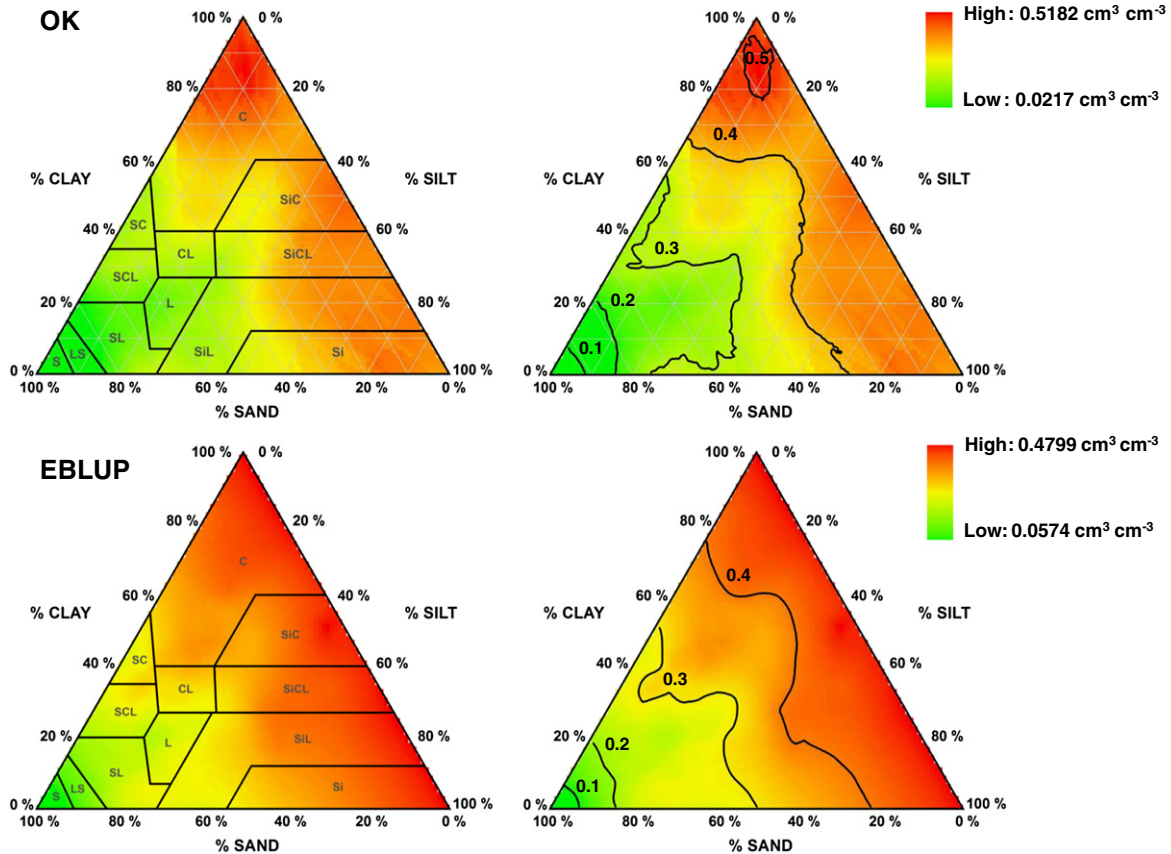 OK
100 % 0 %
80 % 20 %
C
60 % 40 %
% CLAY % SILT
SiC
SC
40 % 60 %
CL SiCL
SCL
20 % L 80 %
SL SiL Si
S LS
0 % 100 %
100 % 80 % 60 % 40 % 20 % 0 %
% SAND
100 % 0 %
0.5
80 % 20 %
0.4
60 % 40 %
% CLAY % SILT
40 % 60 %
0.3
20 % 0.2 80 %
0.1
0 % 100 %
100 % 80 % 60 % 40 % 20 % 0 %
% SAND
High: 0.5182 cm³ cm⁻³
Low: 0.0217 cm³ cm⁻³
EBLUP
100 % 0 %
80 % 20 %
C
60 % 40 %
% CLAY % SILT
SiC
SC
40 % 60 %
CL SiCL
SCL
20 % L SiL 80 %
SL
S LS Si
0 % 100 %
100 % 80 % 60 % 40 % 20 % 0 %
% SAND
100 % 0 %
80 % 20 %
0.4
60 % 40 %
% CLAY % SILT
40 % 60 %
0.3
20 % 0.2 80 %
0.1
0 % 100 %
100 % 80 % 60 % 40 % 20 % 0 %
% SAND
High: 0.4799 cm³ cm⁻³
Low: 0.0574 cm³ cm⁻³